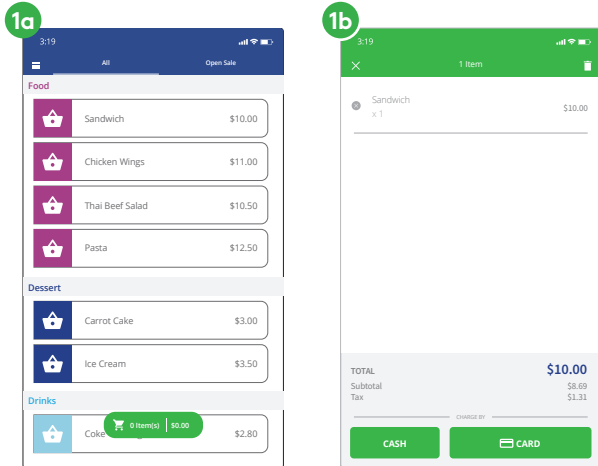 1a
3:19
All Open Sale
Food
Sandwich $10.00
Chicken Wings $11.00
Thai Beef Salad $10.50
Pasta $12.50
Dessert
Carrot Cake $3.00
Ice Cream $3.50
Drinks
Coke $2.80
0 Item(s) $0.00
1b
3:19
1 Item
Sandwich
x 1
$10.00
TOTAL $10.00
Subtotal $8.69
Tax $1.31
CHARGE BY
CASH CARD